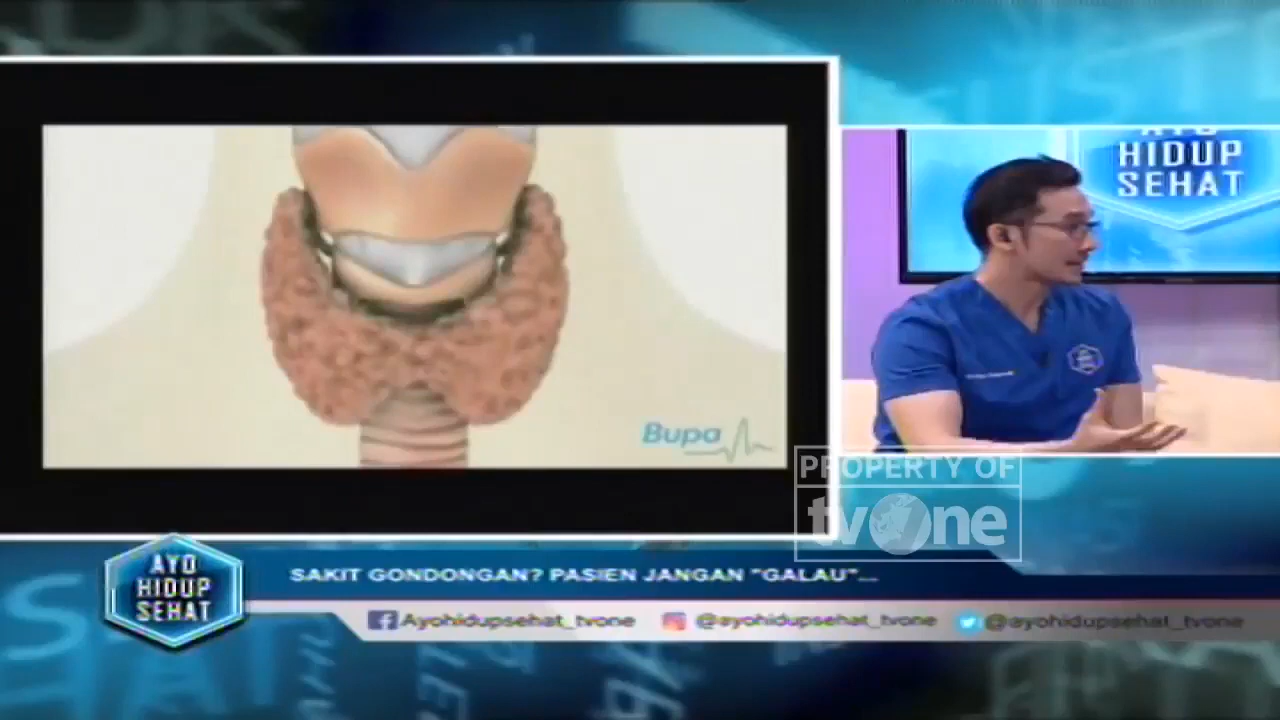 AYO
HIDUP
SEHAT
Bupa
PROPERTY OF
tvOne
AYO
HIDUP
SEHAT
SAKIT GONDONGAN? PASIEN JANGAN "GALAU"...
Ayohidupsehat_tvone @ayohidupsehat_tvone @ayohidupsehat_tvone